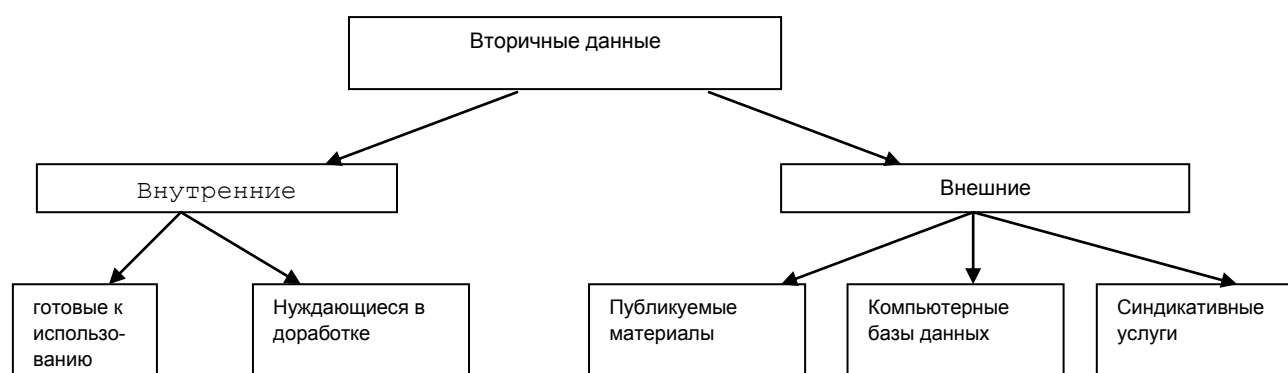 Вторичные данные
Внутренние
Внешние
готовые к
использо-
ванию
Нуждающиеся в
доработке
Публикуемые
материалы
Компьютерные
базы данных
Синдикативные
услуги